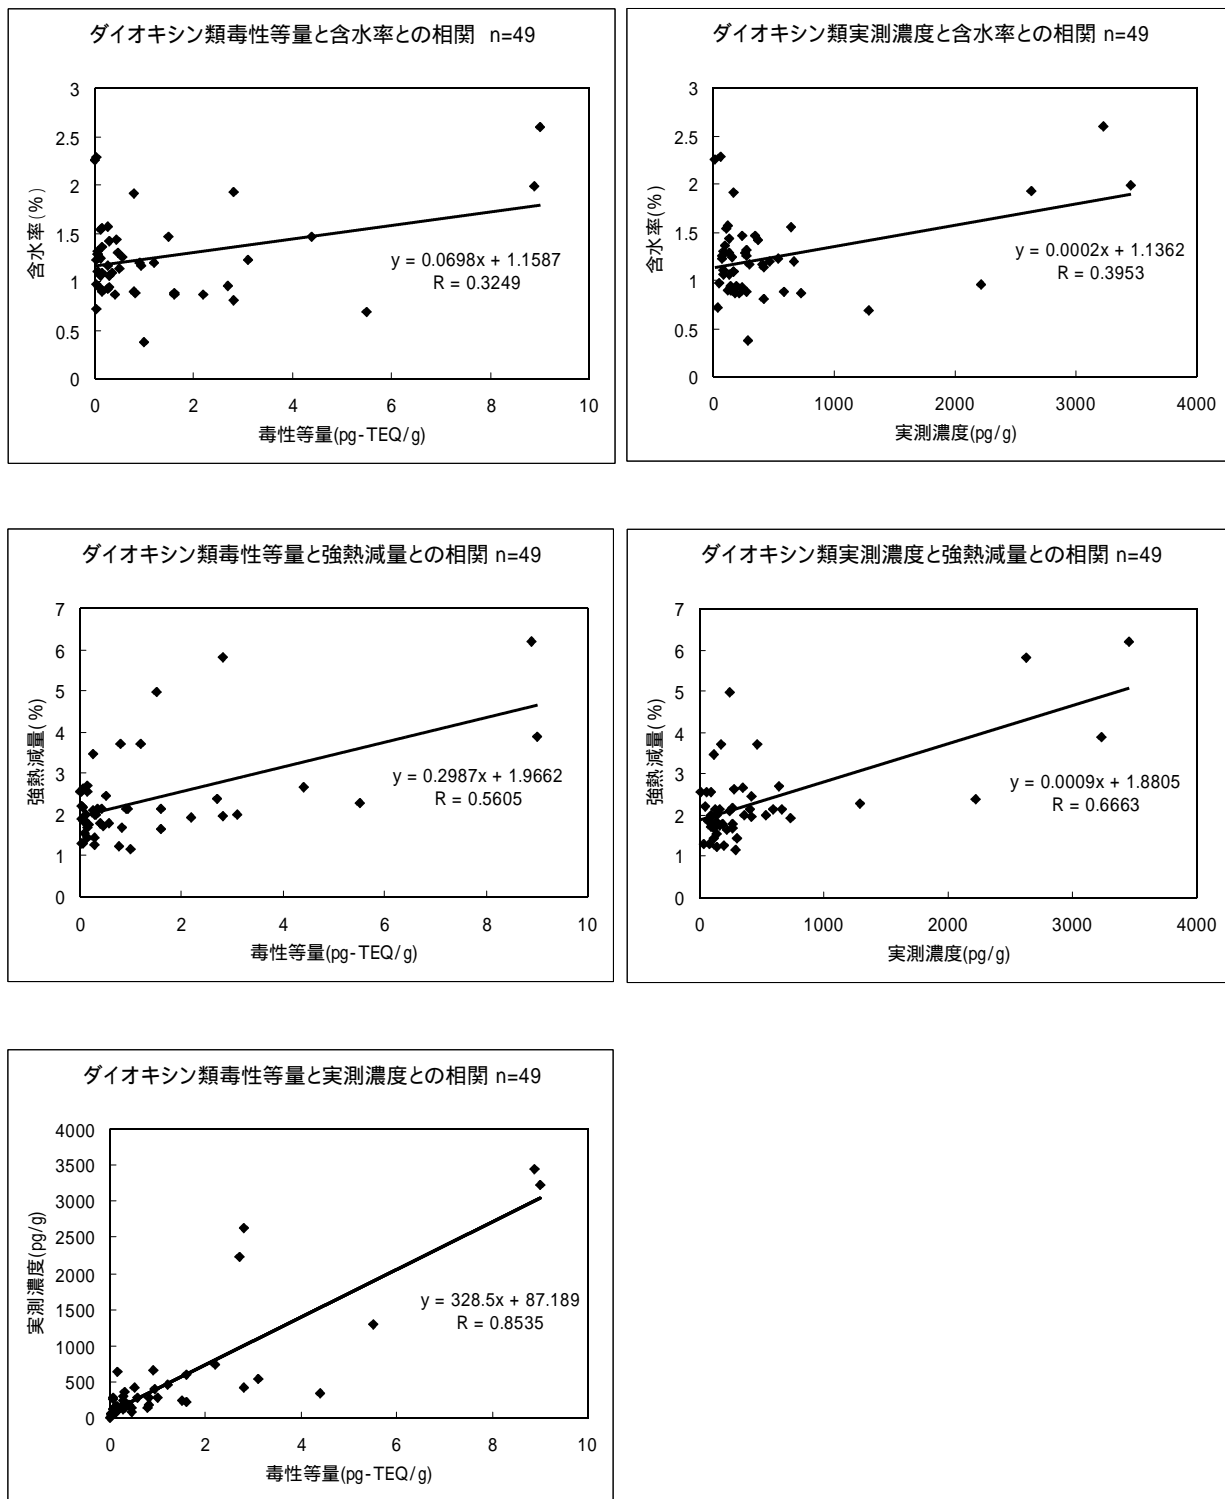 ダイオキシン類毒性等量と含水率との相関 n=49
3
2.5
2
1.5
1
0.5
0
含水率(%)
y = 0.0698x + 1.1587
R = 0.3249
0 2 4 6 8 10
毒性等量(pg-TEQ/g)
ダイオキシン類実測濃度と含水率との相関 n=49
3
2.5
2
1.5
1
0.5
0
含水率(%)
y = 0.0002x + 1.1362
R = 0.3953
0 1000 2000 3000 4000
実測濃度(pg/g)
ダイオキシン類毒性等量と強熱減量との相関 n=49
7
6
5
4
3
2
1
0
強熱減量(%)
y = 0.2987x + 1.9662
R = 0.5605
0 2 4 6 8 10
毒性等量(pg-TEQ/g)
ダイオキシン類実測濃度と強熱減量との相関 n=49
7
6
5
4
3
2
1
0
強熱減量(%)
y = 0.0009x + 1.8805
R = 0.6663
0 1000 2000 3000 4000
実測濃度(pg/g)
ダイオキシン類毒性等量と実測濃度との相関 n=49
4000
3500
3000
2500
2000
1500
1000
500
0
実測濃度(pg/g)
y = 328.5x + 87.189
R = 0.8535
0 2 4 6 8 10
毒性等量(pg-TEQ/g)